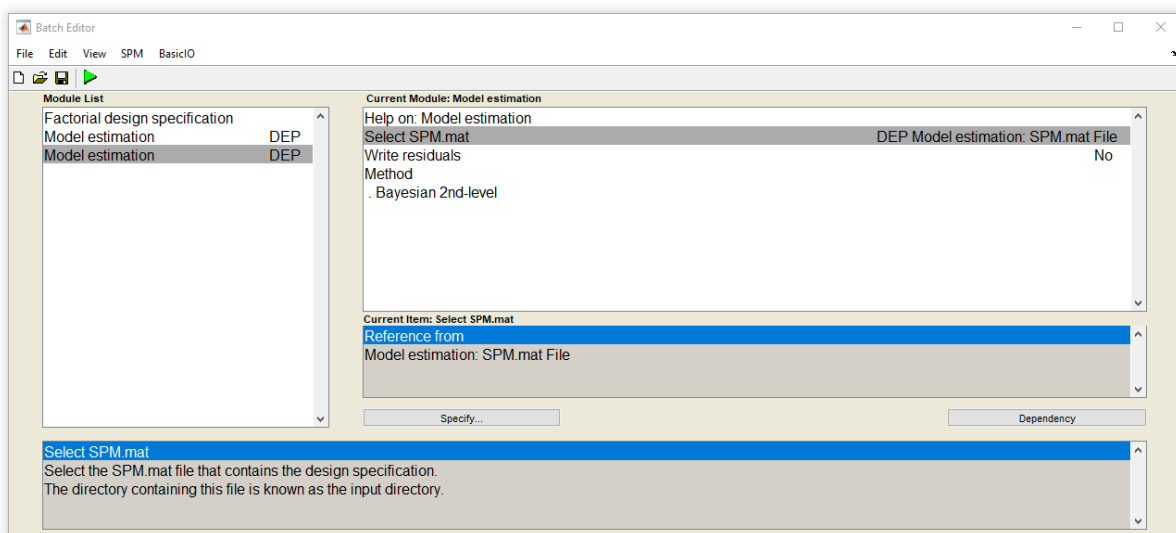 Batch Editor
File Edit View SPM BasicIO
Module List
Factorial design specification
Model estimation DEP
Model estimation DEP
Current Module: Model estimation
Help on: Model estimation
Select SPM.mat DEP Model estimation: SPM.mat File
Write residuals No
Method
. Bayesian 2nd-level
Current Item: Select SPM.mat
Reference from
Model estimation: SPM.mat File
Specify... Dependency
Select SPM.mat
Select the SPM.mat file that contains the design specification.
The directory containing this file is known as the input directory.